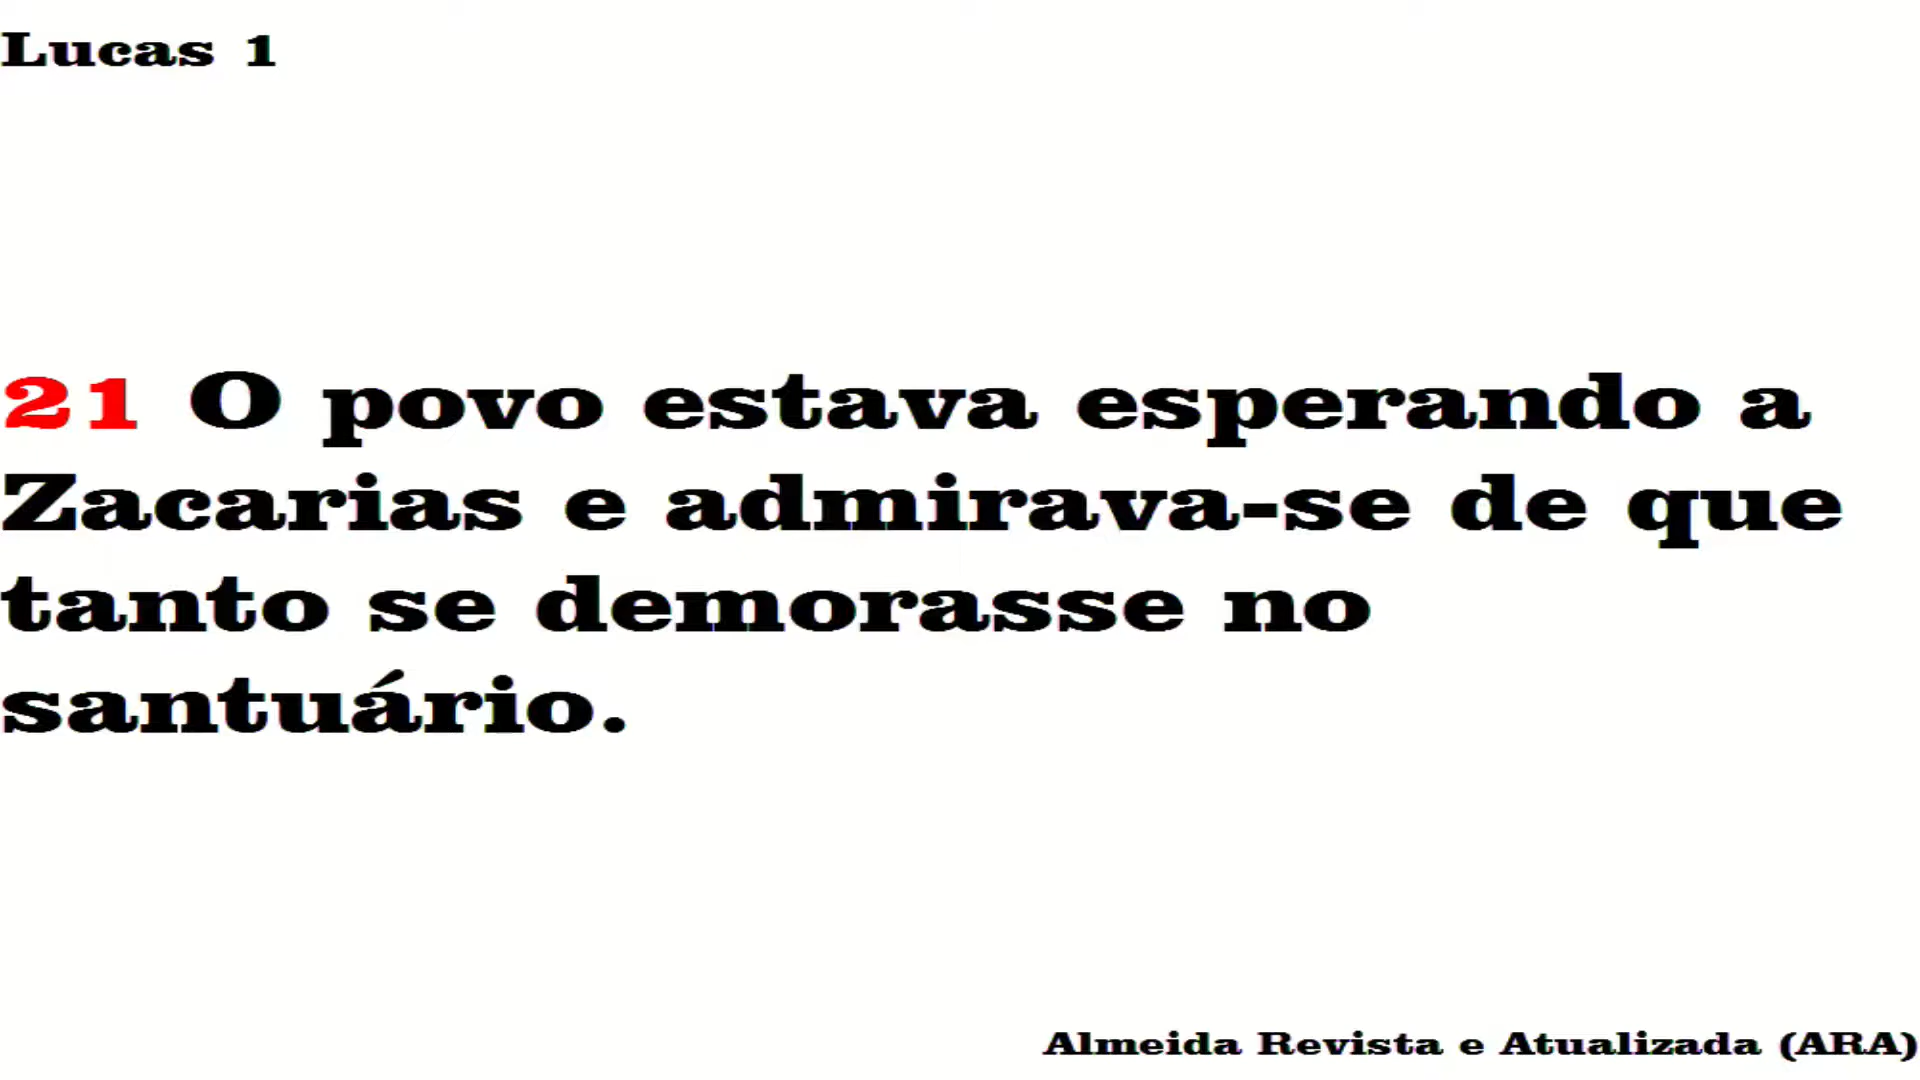 Lucas 1
21 O povo estava esperando a
Zacarias e admirava-se de que
tanto se demorasse no
santuário.
Almeida Revista e Atualizada (ARA)